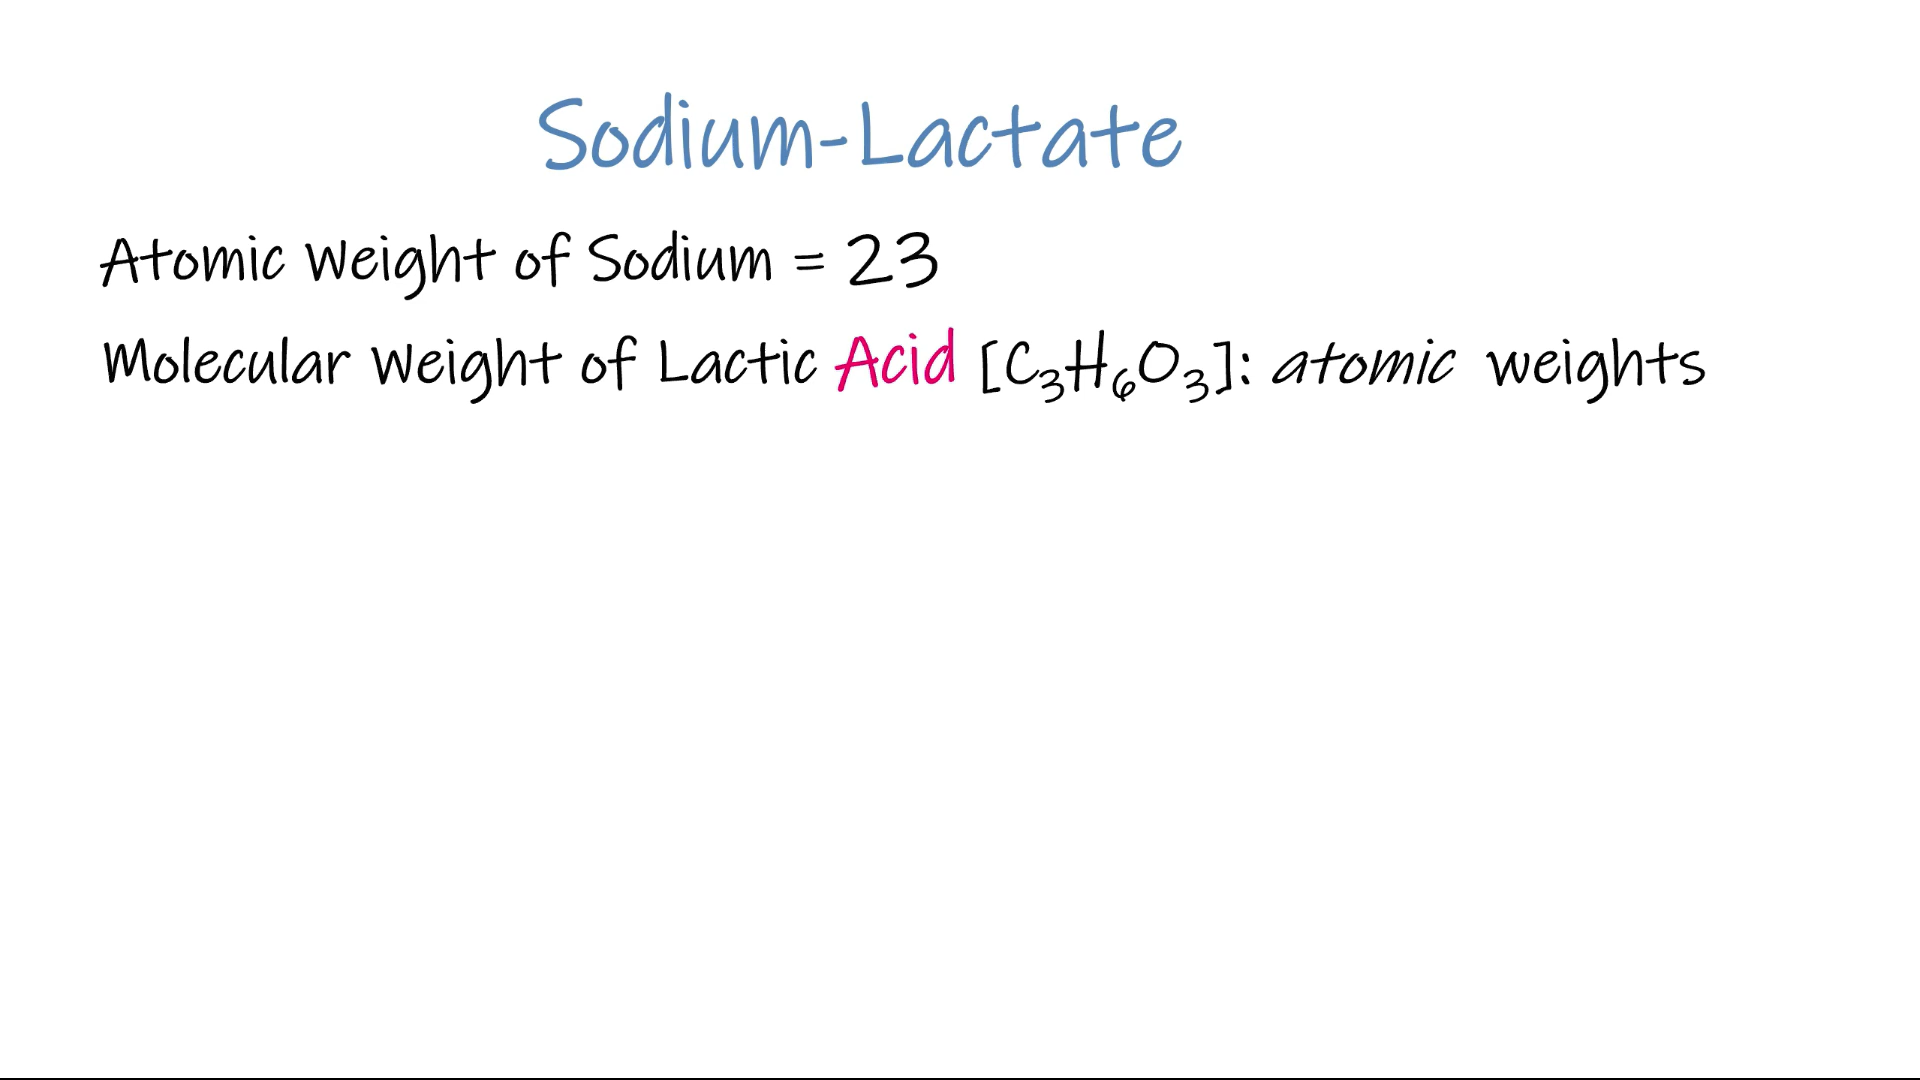 Sodium-Lactate
Atomic Weight of Sodium = 23
Molecular Weight of Lactic Acid [C₃H₆O₃]: atomic weights